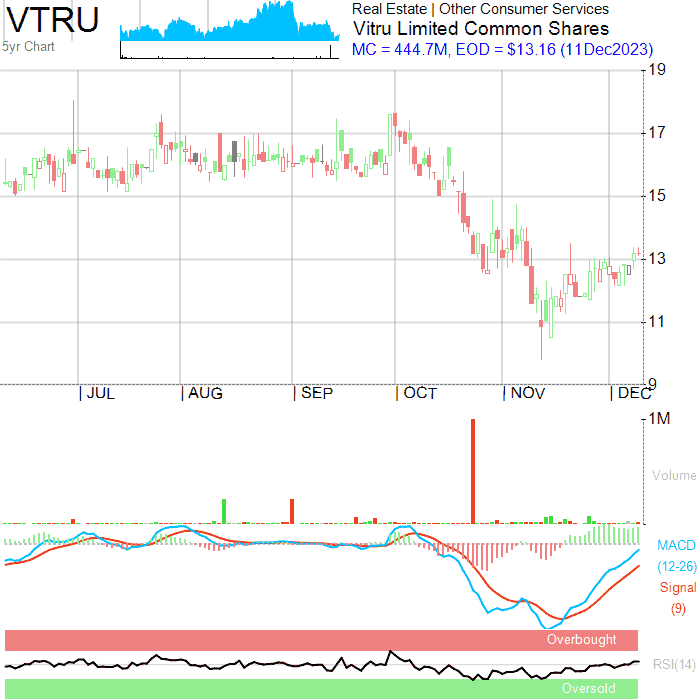 VTRU
5yr Chart
Real Estate | Other Consumer Services
Vitru Limited Common Shares
MC = 444.7M, EOD = $13.16 (11Dec2023)
19
17
15
13
11
9
JUL
AUG
SEP
OCT
NOV
DEC
1M
Volume
MACD
(12-26)
Signal
(9)
Overbought
RSI(14)
Oversold